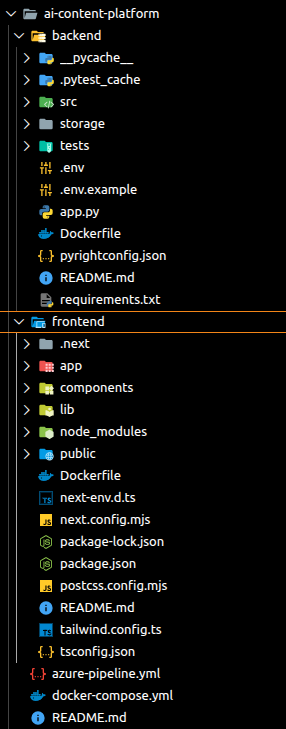 ai-content-platform
backend
__pycache__
.pytest_cache
src
storage
tests
.env
.env.example
app.py
Dockerfile
pyrightconfig.json
README.md
requirements.txt
frontend
.next
app
components
lib
node_modules
public
Dockerfile
next-env.d.ts
next.config.mjs
package-lock.json
package.json
postcss.config.mjs
README.md
tailwind.config.ts
tsconfig.json
azure-pipeline.yml
docker-compose.yml
README.md